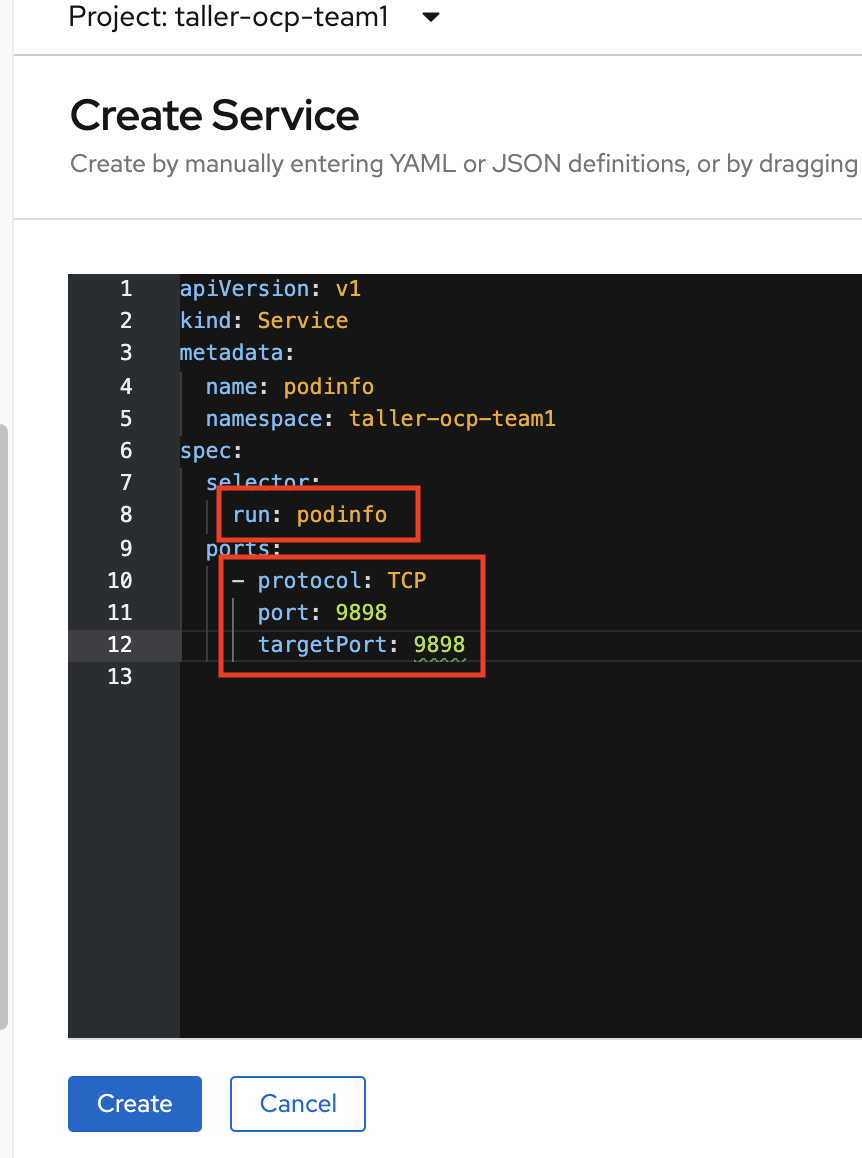 Project: taller-ocp-team1
Create Service
Create by manually entering YAML or JSON definitions, or by dragging
1 apiVersion: v1
2 kind: Service
3 metadata:
4   name: podinfo
5   namespace: taller-ocp-team1
6 spec:
7   selector:
8     run: podinfo
9   ports:
10     - protocol: TCP
11       port: 9898
12       targetPort: 9898
13
Create Cancel